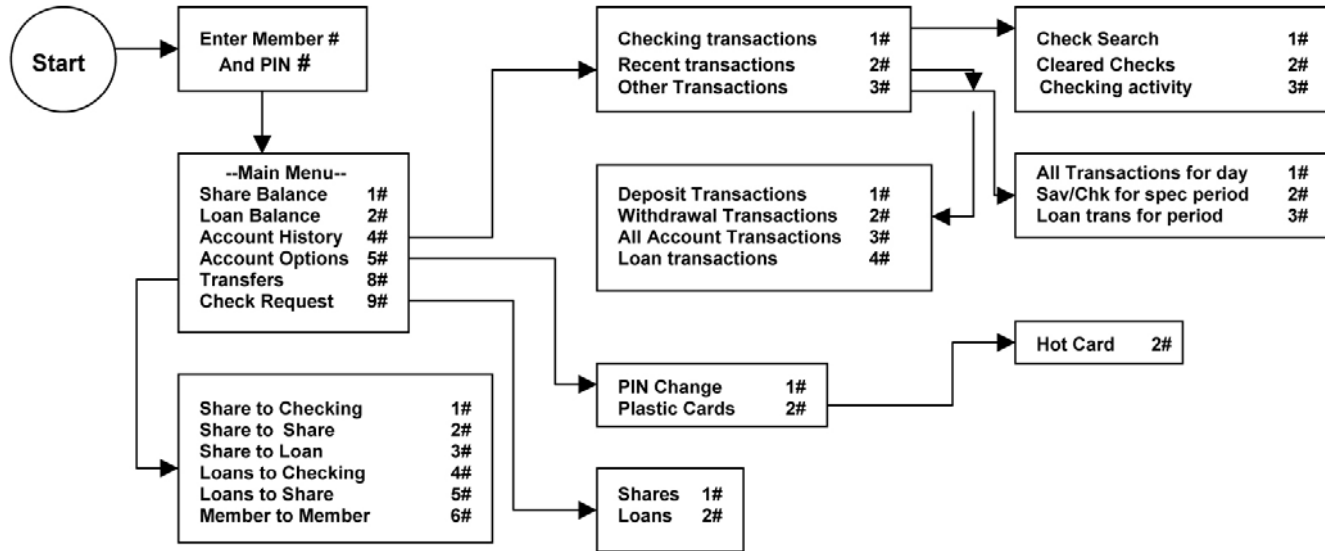 Start
Enter Member #
And PIN #
--Main Menu--
Share Balance 1#
Loan Balance 2#
Account History 4#
Account Options 5#
Transfers 8#
Check Request 9#
Share to Checking 1#
Share to Share 2#
Share to Loan 3#
Loans to Checking 4#
Loans to Share 5#
Member to Member 6#
Checking transactions 1#
Recent transactions 2#
Other Transactions 3#
Deposit Transactions 1#
Withdrawal Transactions 2#
All Account Transactions 3#
Loan transactions 4#
PIN Change 1#
Plastic Cards 2#
Shares 1#
Loans 2#
Check Search 1#
Cleared Checks 2#
Checking activity 3#
All Transactions for day 1#
Sav/Chk for spec period 2#
Loan trans for period 3#
Hot Card 2#